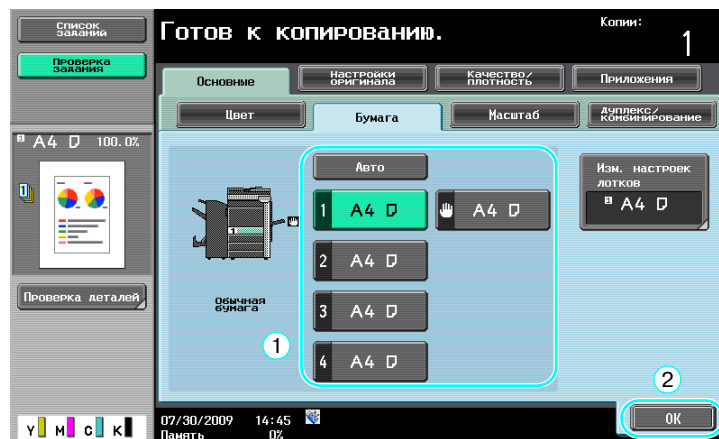 Список
заданий
Готов к копированию.
Копии:
1
Проверка
задания
Основные
Настройки
оригинала
Качество/
плотность
Приложения
Цвет
Бумага
Масштаб
Дуплекс/
комбинирование
A4 100.0%
Авто
Изм. настроек
лотков
A4
1 A4
A4
1
2 A4
Проверка деталей
Обычная
бумага
3 A4
1
4 A4
2
OK
07/30/2009 14:45
Память 0%
Y M C K